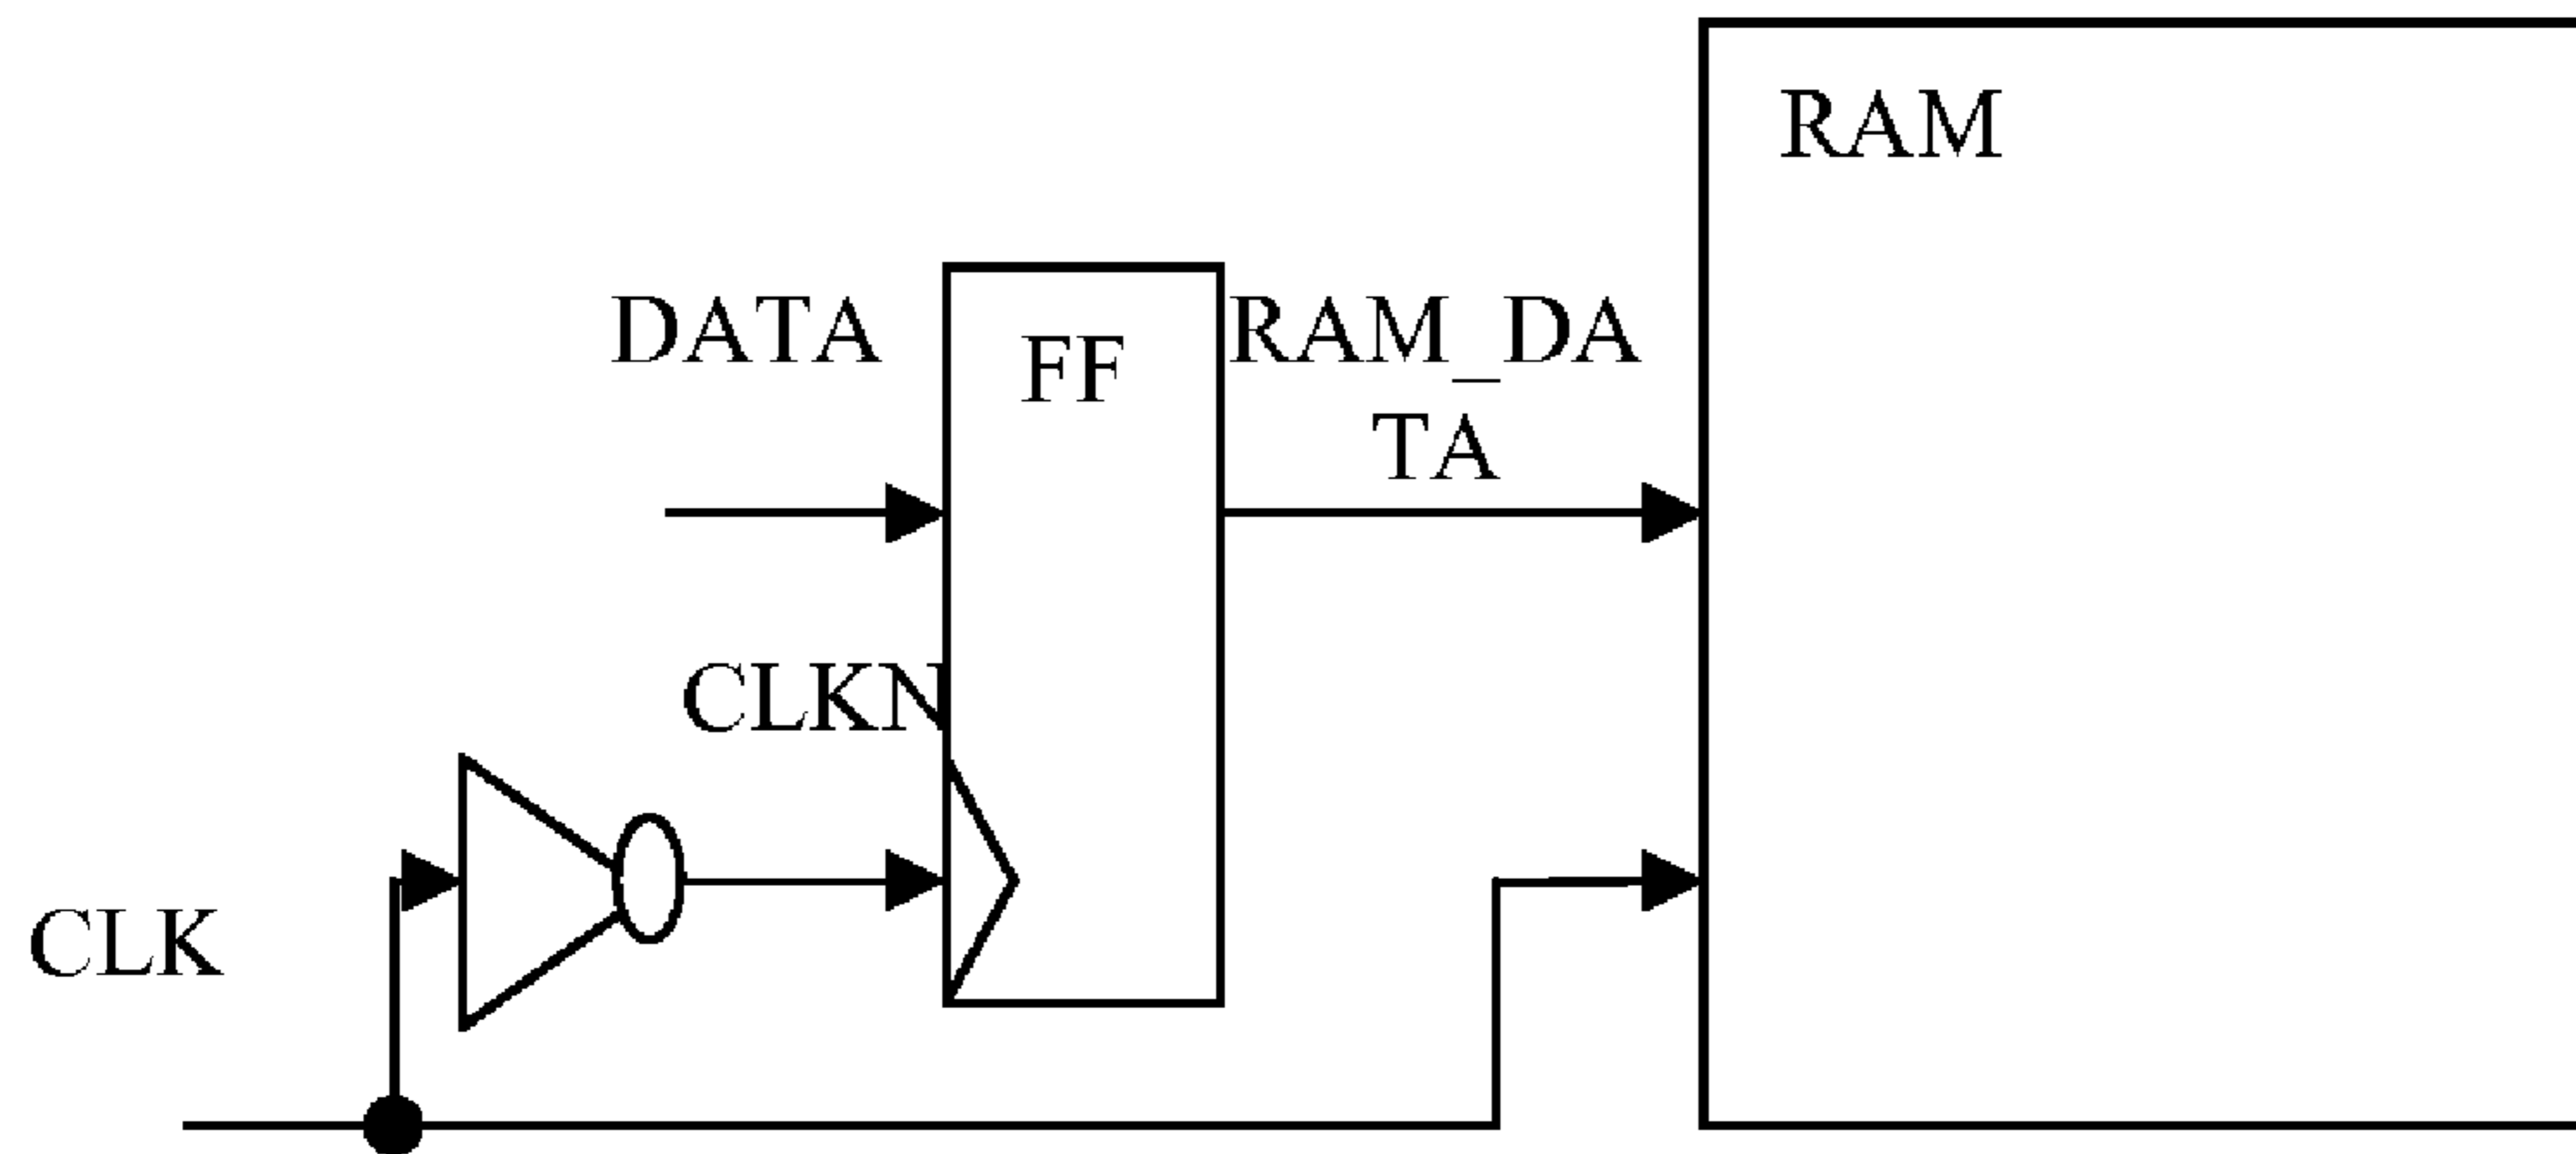 RAM
DATA
FF
RAM_DA
TA
CLKN
CLK